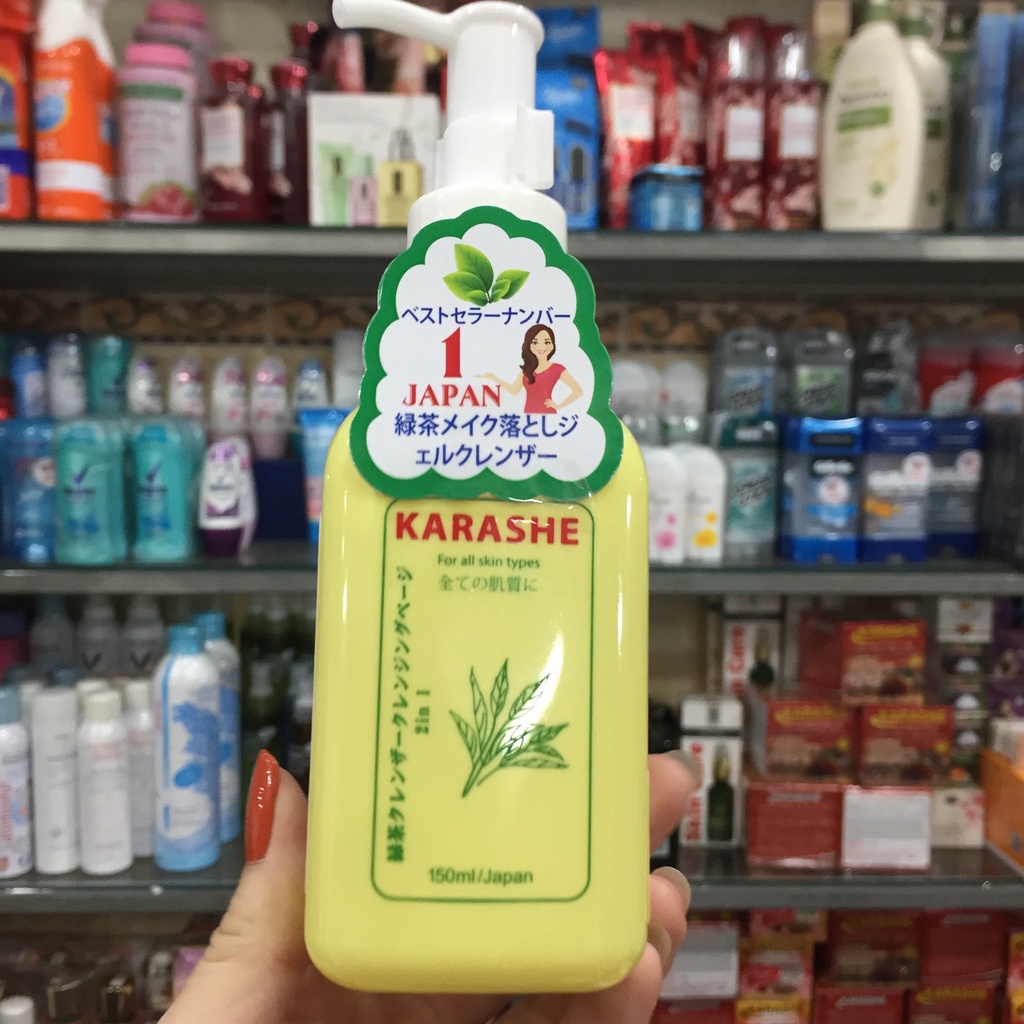 ベストセラーナンバー
1
JAPAN
緑茶メイク落としジ
ェルクレンザー
KARASHE
For all skin types
全ての肌質に
緑茶クレンザークレンジングページ
2in 1
150ml/Japan